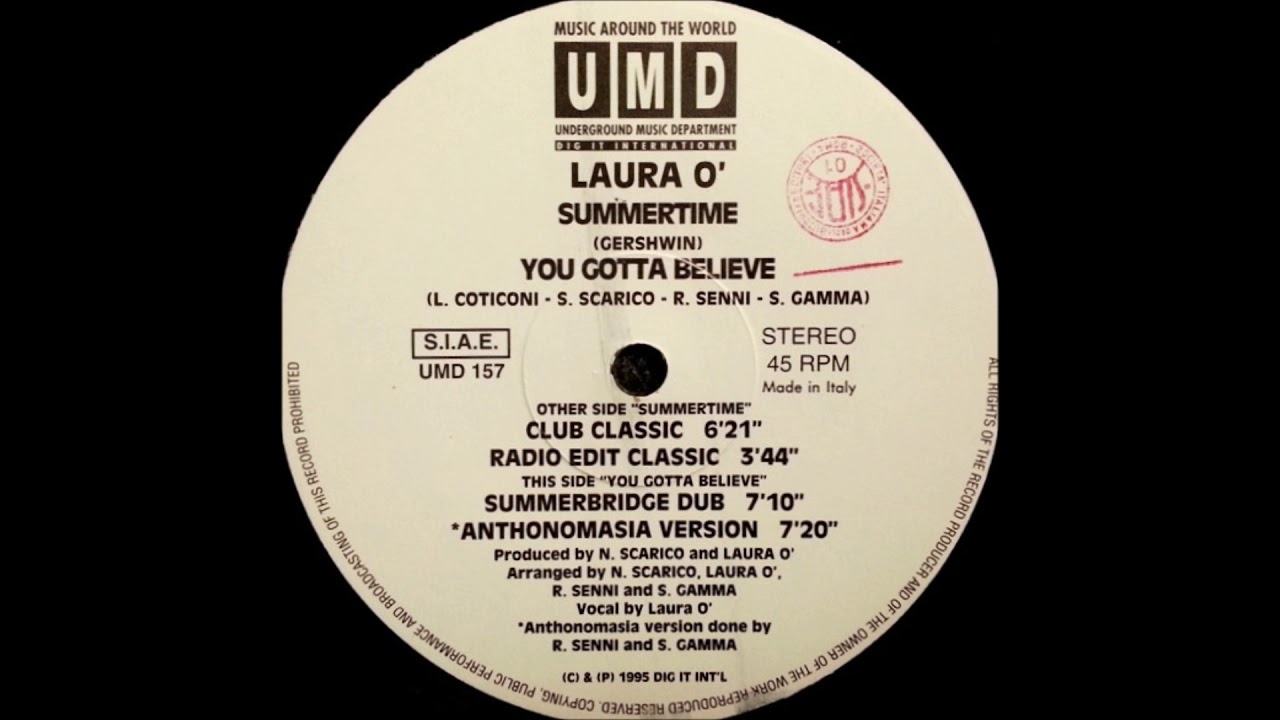 MUSIC AROUND THE WORLD
UMD
UNDERGROUND MUSIC DEPARTMENT
DIG IT INTERNATIONAL
LAURA O'
SUMMERTIME
(GERSHWIN)
YOU GOTTA BELIEVE
(L. COTICONI - S. SCARICO - R. SENNI - S. GAMMA)
S.I.A.E.
UMD 157
STEREO
45 RPM
Made in Italy
OTHER SIDE "SUMMERTIME"
CLUB CLASSIC 6'21"
RADIO EDIT CLASSIC 3'44"
THIS SIDE "YOU GOTTA BELIEVE"
SUMMERBRIDGE DUB 7'10"
*ANTHONOMASIA VERSION 7'20"
Produced by N. SCARICO and LAURA O'
Arranged by N. SCARICO, LAURA O',
R. SENNI and S. GAMMA
Vocal by Laura O'
*Anthonomasia version done by
R. SENNI and S. GAMMA
(C) & (P) 1995 DIG IT INT'L
ALL RIGHTS OF THE RECORD PRODUCER AND OF THE OWNER OF THE WORK REPRODUCED RESERVED. COPYING, PUBLIC PERFORMANCE AND BROADCASTING OF THIS RECORD PROHIBITED